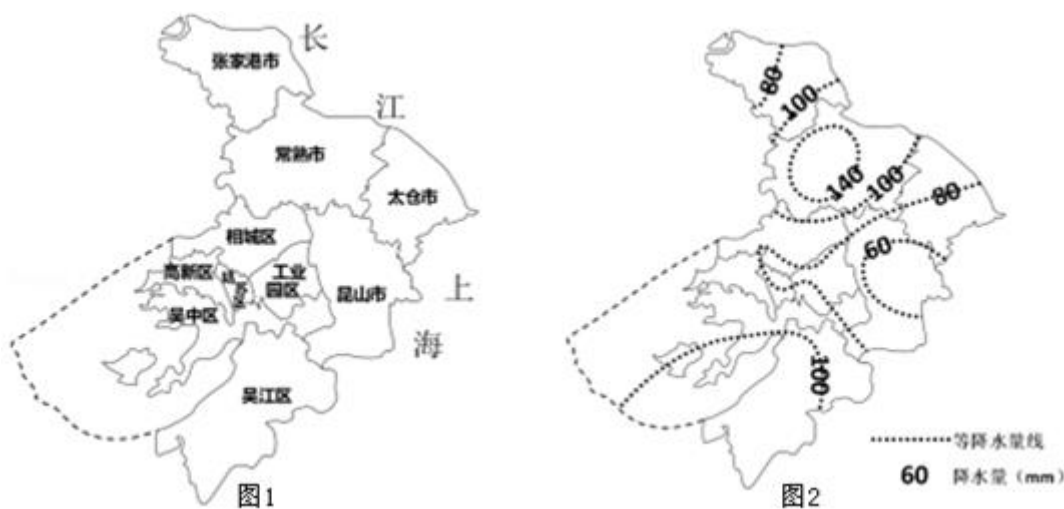 长
江
上
海
张家港市
常熟市
太仓市
相城区
高新区
工业
园区
昆山市
吴中区
吴江区
图1
80
100
140
100
80
60
100
等降水量线
60 降水量（mm）
图2